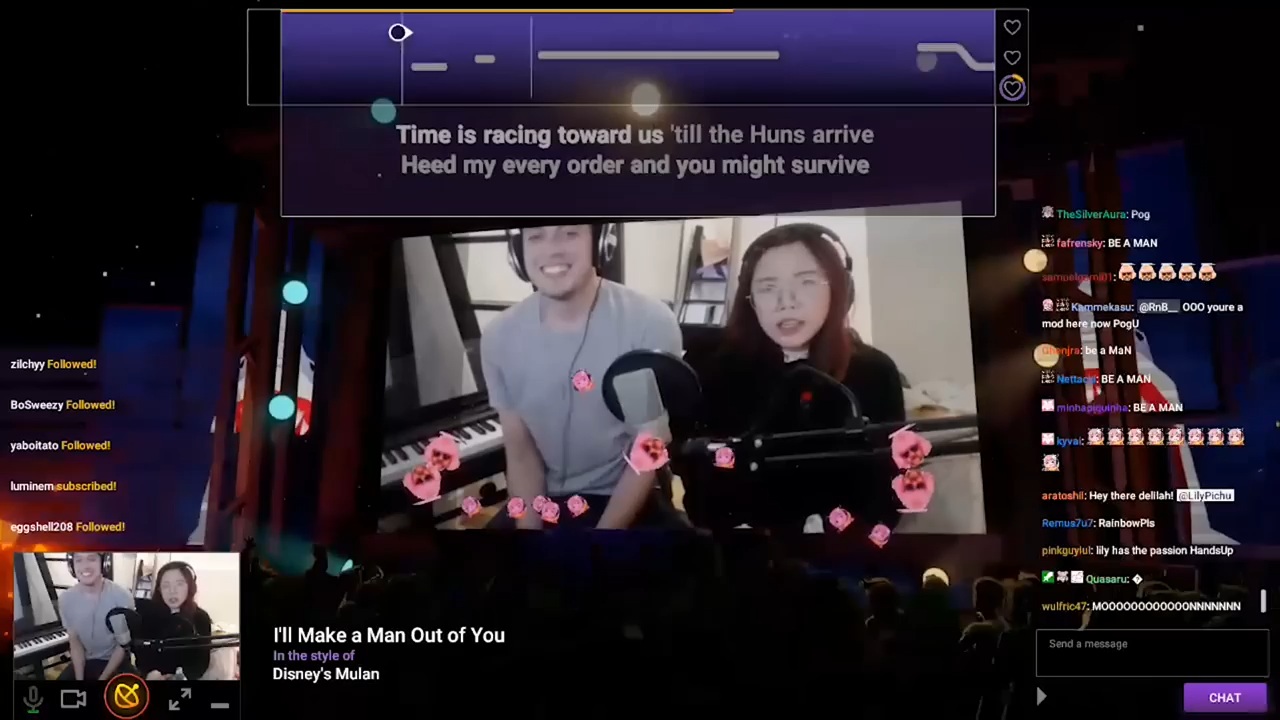 Time is racing toward us 'till the Huns arrive
Heed my every order and you might survive
TheSilverAura: Pog
fafrensky: BE A MAN
Kammekasu: @RnB__ OOO youre a
mod here now PogU
be a MaN
BE A MAN
minhapiguinha: BE A MAN
kyvai:
aratoshii: Hey there delilah! @LilyPichu
Remus7u7: RainbowPls
pinkguylul: lily has the passion HandsUp
Quasaru: �
wulfric47: MOOOOOOOOOOOONNNNNNN
Send a message
CHAT
zilchyy Followed!
BoSweezy Followed!
yaboitato Followed!
luminem subscribed!
eggshell208 Followed!
I'll Make a Man Out of You
In the style of
Disney's Mulan